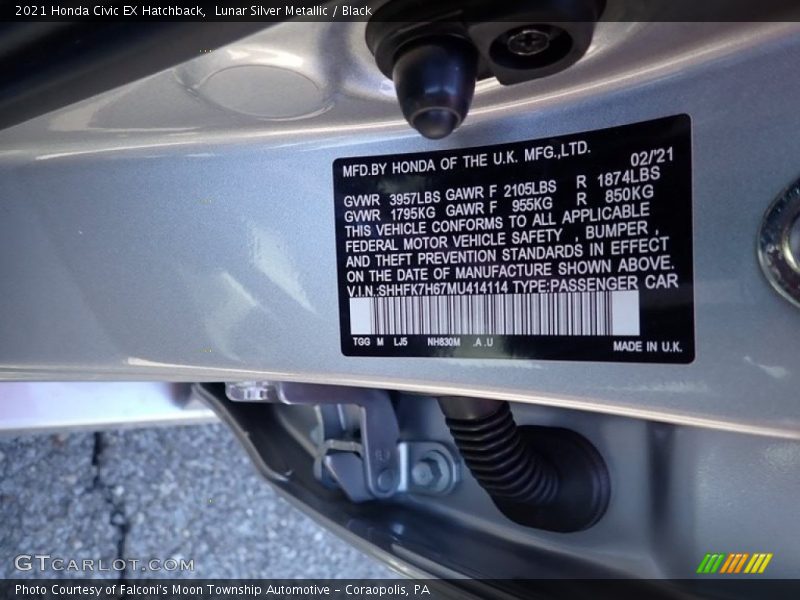 2021 Honda Civic EX Hatchback,  Lunar Silver Metallic / Black
MFD.BY HONDA OF THE U.K. MFG.,LTD.
02/'21
GVWR 3957LBS GAWR F 2105LBS R 1874LBS
GVWR 1795KG GAWR F 955KG R 850KG
THIS VEHICLE CONFORMS TO ALL APPLICABLE
FEDERAL MOTOR VEHICLE SAFETY , BUMPER ,
AND THEFT PREVENTION STANDARDS IN EFFECT
ON THE DATE OF MANUFACTURE SHOWN ABOVE.
V.I.N.:SHHFK7H67MU414114 TYPE:PASSENGER CAR
TGG M LJ5 NH830M .A.U
MADE IN U.K.
GTCARLOT.COM
Photo Courtesy of Falconi's Moon Township Automotive - Coraopolis, PA